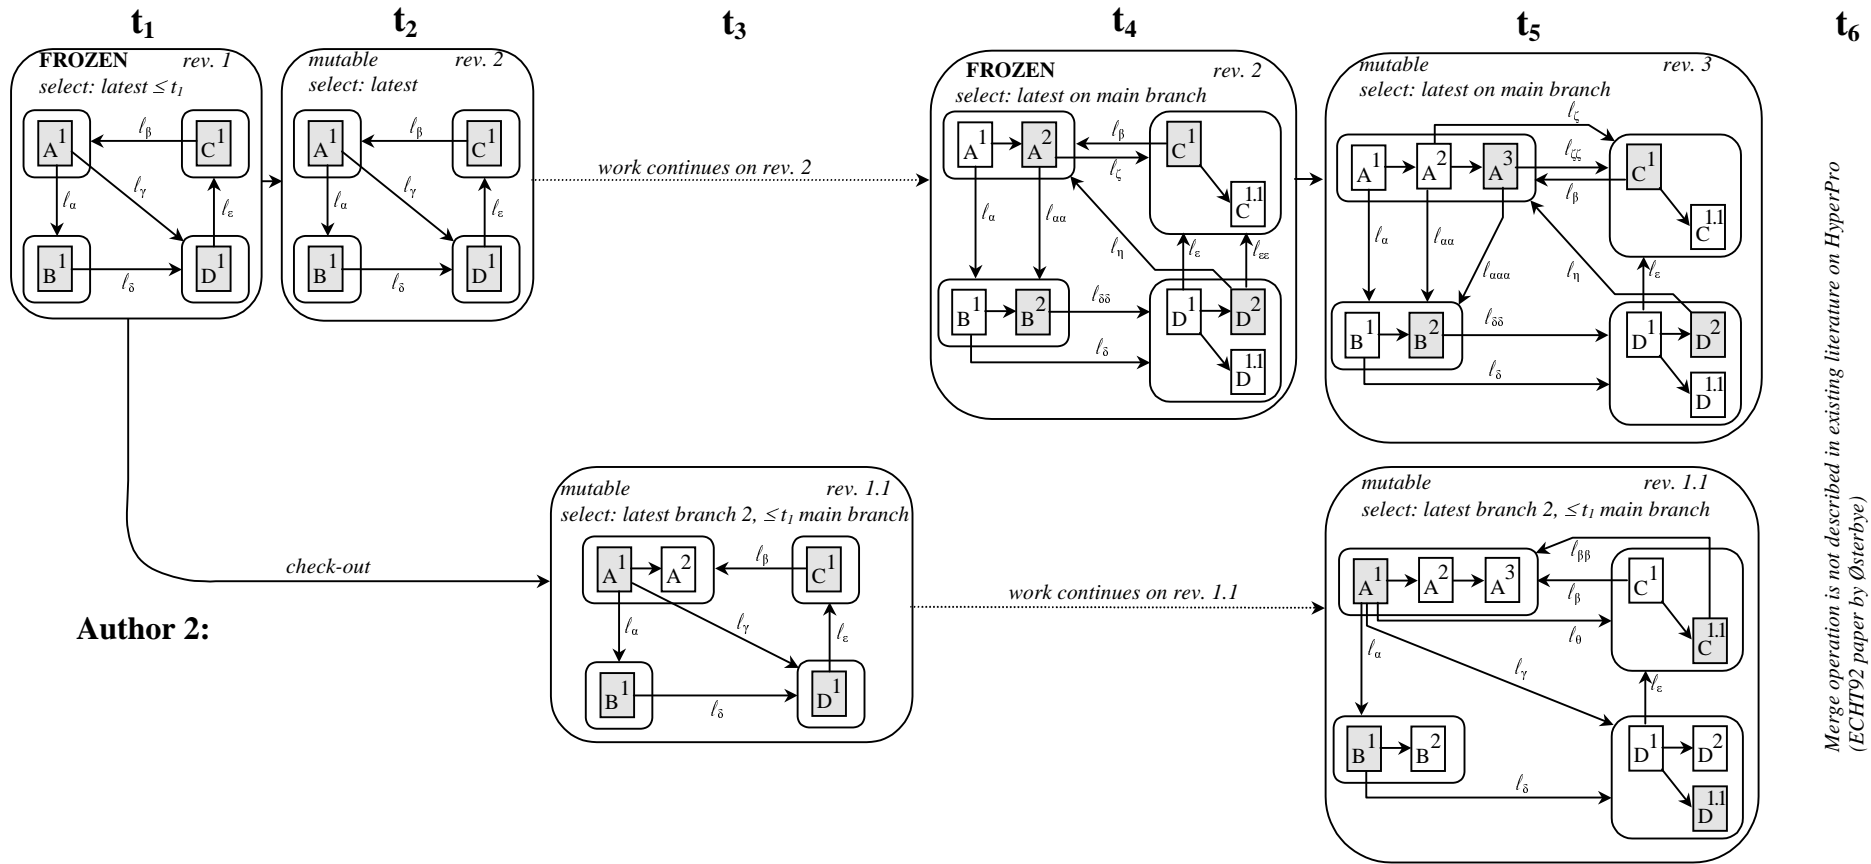 t1 t2 t3 t4 t5 t6
FROZEN rev. 1
select: latest ≤ t1
A1
lβ
C1
lγ
lα
lε
B1
lδ
D1
mutable rev. 2
select: latest
A1
lβ
C1
lγ
lα
lε
B1
lδ
D1
work continues on rev. 2
FROZEN rev. 2
select: latest on main branch
A1 A2
lβ
C1
lζ
C1.1
lα lαα
lη lε lεε
B1 B2
lδδ
D1 D2
lδ
D1.1
mutable rev. 3
select: latest on main branch
lζ
A1 A2 A3
lζζ
C1
lβ
C1.1
lα lαα lααα
lη lε
B1 B2
lδδ
D1 D2
lδ
D1.1
check-out
Author 2:
mutable rev. 1.1
select: latest branch 2, ≤ t1 main branch
A1 A2
lβ
C1
lα lγ lε
B1
lδ
D1
work continues on rev. 1.1
mutable rev. 1.1
select: latest branch 2, ≤ t1 main branch
lββ
A1 A2 A3
lβ
C1
lθ
C1.1
lα lγ lε
B1 B2
D1 D2
lδ
D1.1
Merge operation is not described in existing literature on HyperPro
(ECHT92 paper by Østerbye)